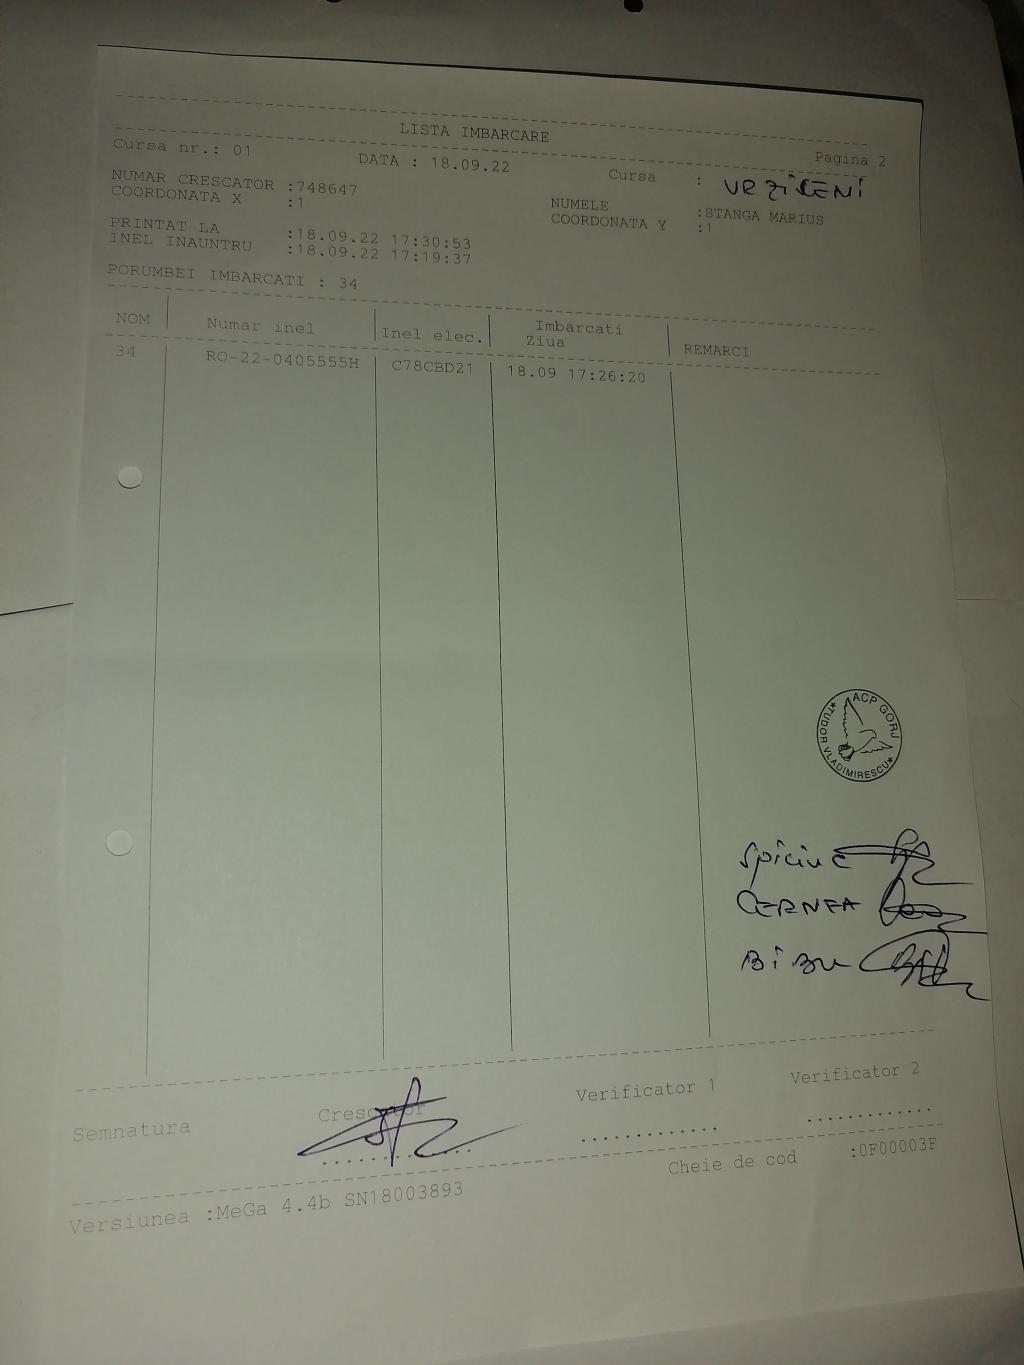 LISTA IMBARCARE
Pagina 2
Cursa nr.: 01 DATA : 18.09.22 Cursa : URZICENI
NUMAR CRESCATOR :748647 NUMELE :STANGA MARIUS
COORDONATA X :1 COORDONATA Y :1
PRINTAT LA :18.09.22 17:30:53
INEL INAUNTRU :18.09.22 17:19:37
PORUMBEI IMBARCATI : 34
NOM Numar inel Inel elec. Imbarcati
Ziua REMARCI
34 RO-22-0405555H C78CBD21 18.09 17:26:20
ACP GORJ
*TUDOR VLADIMIRESCU*
CERNEA
Semnatura Crescator Verificator 1 Verificator 2
Cheie de cod :0F00003F
Versiunea :MeGa 4.4b SN18003893